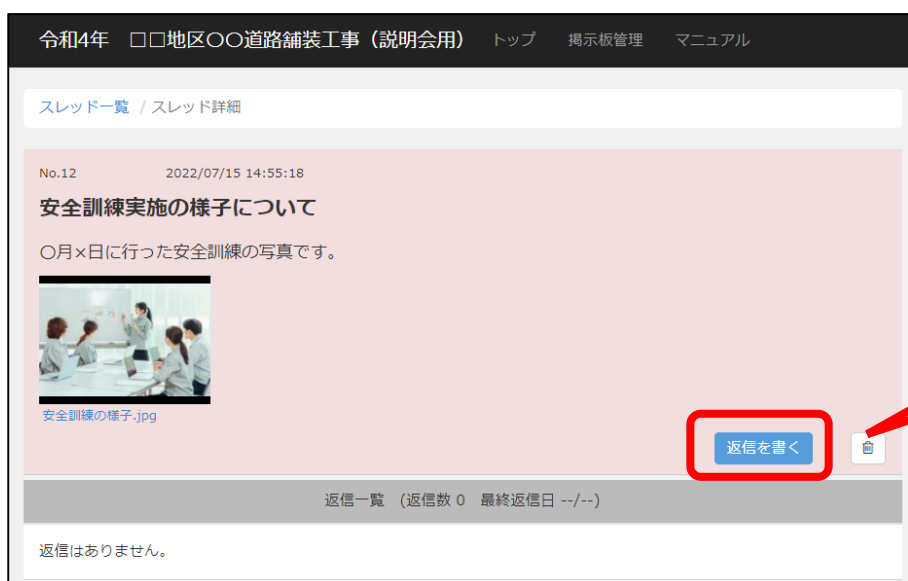 令和4年　□□地区〇〇道路舗装工事（説明会用）　トップ　掲示板管理　マニュアル
スレッド一覧 / スレッド詳細
No.12　2022/07/15 14:55:18
安全訓練実施の様子について
〇月×日に行った安全訓練の写真です。
安全訓練の様子.jpg
返信を書く
返信一覧　(返信数 0　最終返信日 --/--)
返信はありません。